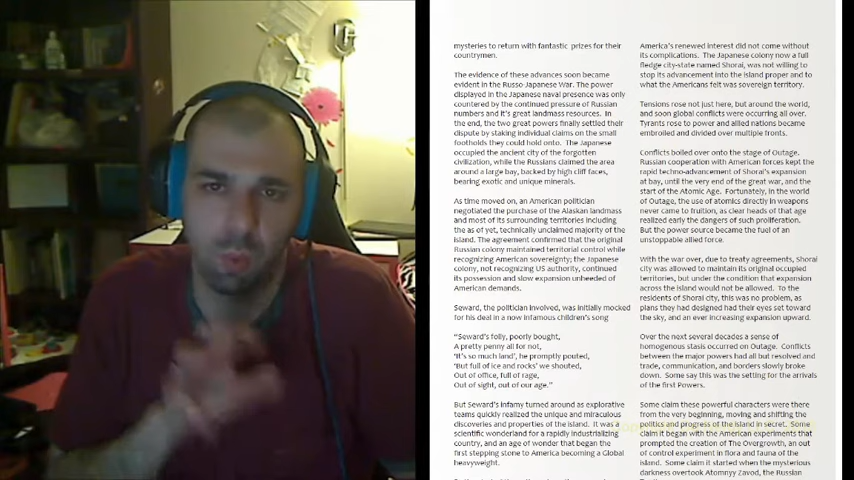 mysteries to return with fantastic prizes for their
countrymen.
The evidence of these advances soon became
evident in the Russo-Japanese War. The power
displayed in the Japanese naval presence was only
countered by the continued pressure of Russian
numbers and it's great landmass resources. In
the end, the two great powers finally settled their
dispute by staking individual claims on the small
footholds they could hold onto. The Japanese
occupied the ancient city of the forgotten
civilization, while the Russians claimed the area
around a large bay, backed by high cliff faces,
bearing exotic and unique minerals.
As time moved on, an American politician
negotiated the purchase of the Alaskan landmass
and most of its surrounding territories including
the as of yet, technically unclaimed majority of the
island. The agreement confirmed that the original
Russian colony maintained territorial control while
recognizing American sovereignty; the Japanese
colony, not recognizing US authority, continued
its possession and slow expansion unheeded of
American demands.
Seward, the politician involved, was initially mocked
for his deal in a now infamous children's song
“Seward's folly, poorly bought,
A pretty penny all for not,
'It's so much land', he promptly pouted,
'But full of ice and rocks' we shouted,
Out of office, full of rage,
Out of sight, out of our age.”
But Seward's infamy turned around as explorative
teams quickly realized the unique and miraculous
discoveries and properties of the island. It was a
scientific wonderland for a rapidly industrializing
country, and an age of wonder that began the
first stepping stone to America becoming a Global
heavyweight.
America's renewed interest did not come without
its complications. The Japanese colony now a full
fledge city-state named Shorai, was not willing to
stop its advancement into the island proper and to
what the Americans felt was sovereign territory.
Tensions rose not just here, but around the world,
and soon global conflicts were occurring all over.
Tyrants rose to power and allied nations became
embroiled and divided over multiple fronts.
Conflicts boiled over onto the stage of Outage.
Russian cooperation with American forces kept the
rapid techno-advancement of Shorai's expansion
at bay, until the very end of the great war, and the
start of the Atomic Age. Fortunately, in the world
of Outage, the use of atomics directly in weapons
never came to fruition, as clear heads of that age
realized early the dangers of such proliferation.
But the power source became the fuel of an
unstoppable allied force.
With the war over, due to treaty agreements, Shorai
city was allowed to maintain its original occupied
territories, but under the condition that expansion
across the island would not be allowed. To the
residents of Shorai city, this was no problem, as
plans they had designed had their eyes set toward
the sky, and an ever increasing expansion upward.
Over the next several decades a sense of
homogenous stasis occurred on Outage. Conflicts
between the major powers had all but resolved and
trade, communication, and borders slowly broke
down. Some say this was the setting for the arrivals
of the first Powers.
Some claim these powerful characters were there
from the very beginning, moving and shifting the
politics and progress of the island in secret. Some
claim it began with the American experiments that
prompted the creation of The Overgrowth, an out
of control experiment in flora and fauna of the
island. Some claim it started when the mysterious
darkness overtook Atomnyy Zavod, the Russian